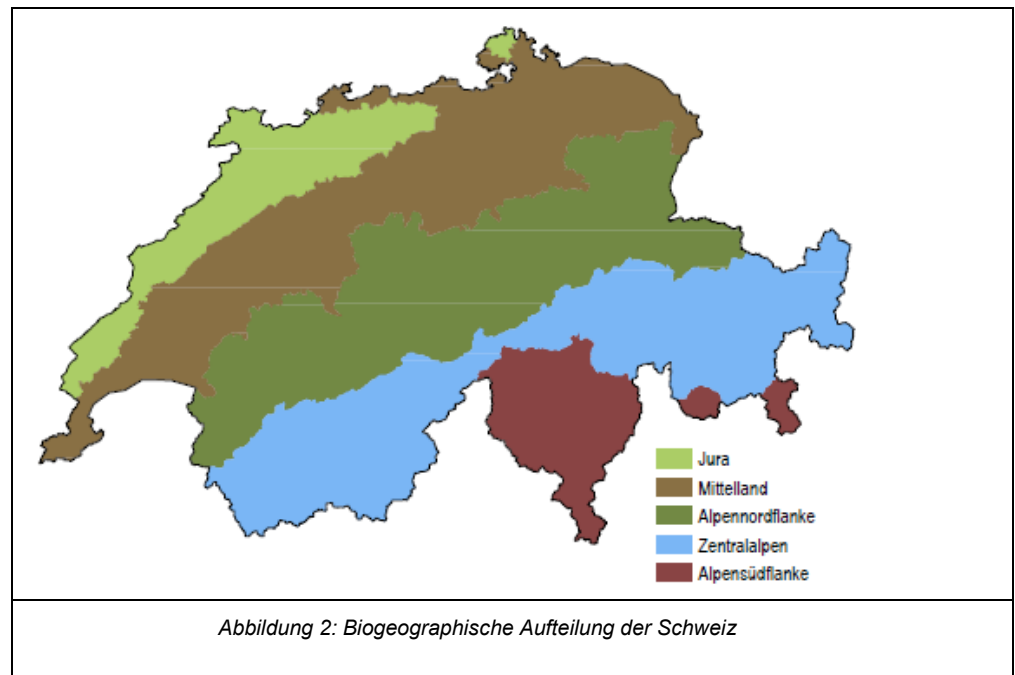 Jura
Mittelland
Alpennordflanke
Zentralalpen
Alpensüdflanke
Abbildung 2: Biogeographische Aufteilung der Schweiz